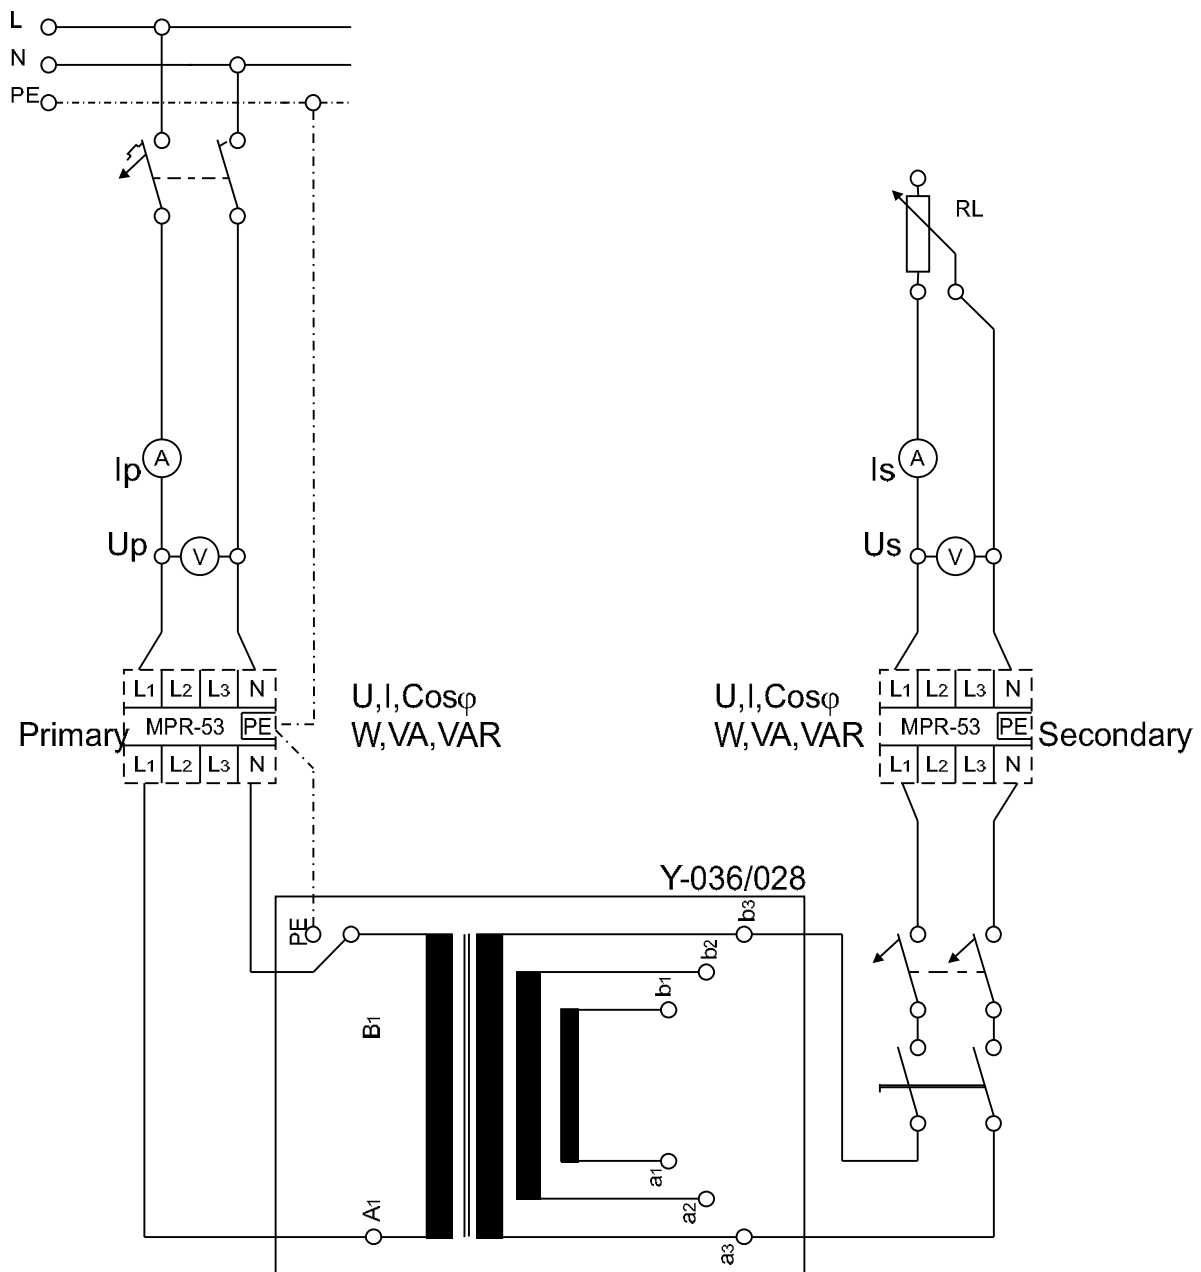 L
N
PE
RL
Ip
A
Up
V
Is
A
Us
V
L1 L2 L3 N
MPR-53 PE
L1 L2 L3 N
Primary
U,I,Cosφ
W,VA,VAR
U,I,Cosφ
W,VA,VAR
L1 L2 L3 N
MPR-53 PE
L1 L2 L3 N
Secondary
Y-036/028
PE
B1
A1
b3
b2
b1
a1
a2
a3